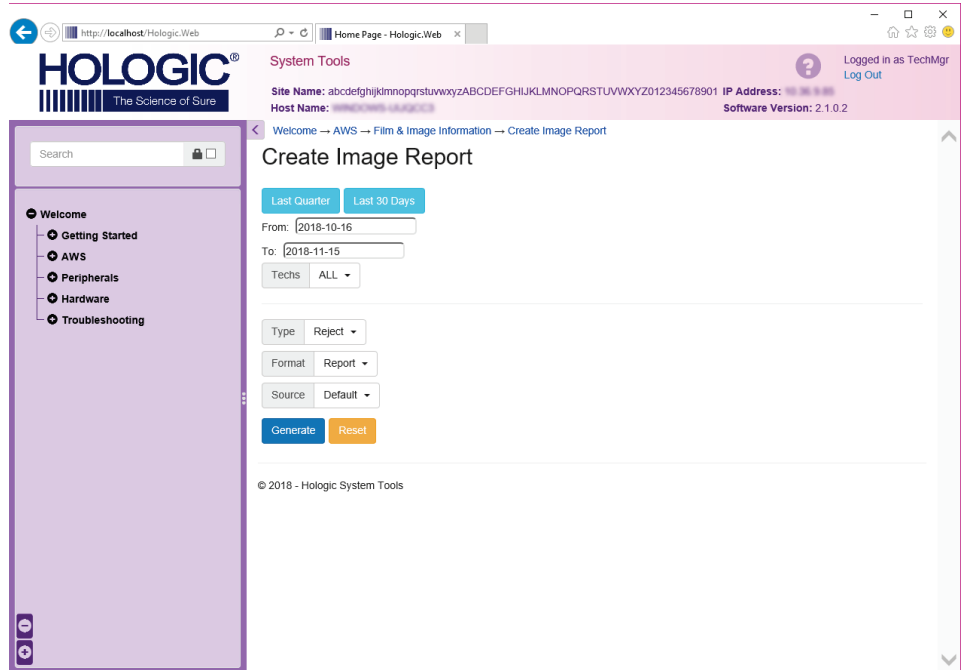 http://localhost/Hologic.Web
Home Page - Hologic.Web
HOLOGIC®
The Science of Sure
System Tools
Logged in as TechMgr
Log Out
Site Name: abcdefghijklmnopqrstuvwxyzABCDEFGHIJKLMNOPQRSTUVWXYZ012345678901 IP Address:
Host Name:
Software Version: 2.1.0.2
Welcome → AWS → Film & Image Information → Create Image Report
Search
Create Image Report
Last Quarter Last 30 Days
From: 2018-10-16
To: 2018-11-15
Techs ALL
Welcome
Getting Started
AWS
Peripherals
Hardware
Troubleshooting
Type Reject
Format Report
Source Default
Generate Reset
© 2018 - Hologic System Tools